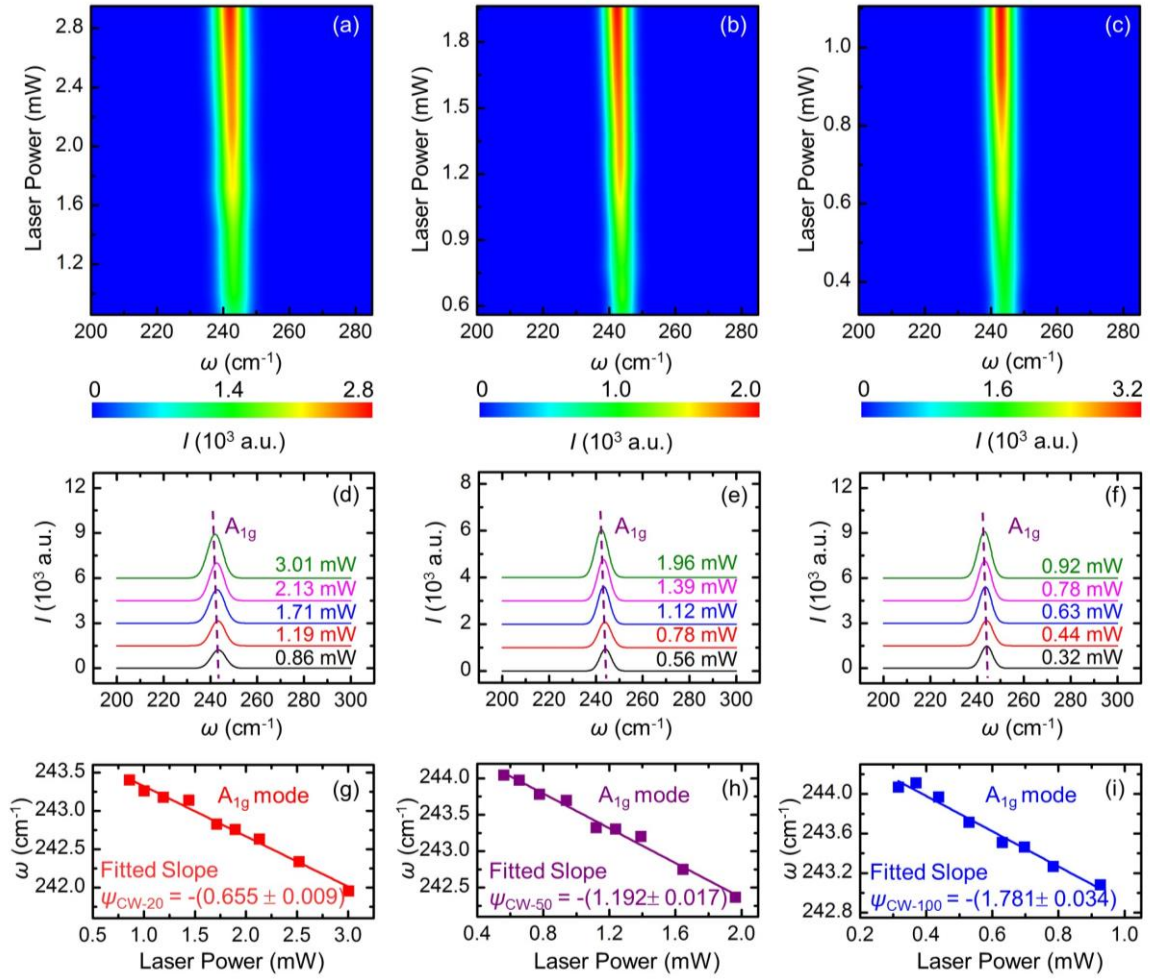 (a)
2.8
2.4
2.0
1.6
1.2
Laser Power (mW)
200 220 240 260 280
ω (cm⁻¹)
0 1.4 2.8
I (10³ a.u.)
(b)
1.8
1.5
1.2
0.9
0.6
Laser Power (mW)
200 220 240 260 280
ω (cm⁻¹)
0 1.0 2.0
I (10³ a.u.)
(c)
1.0
0.8
0.6
0.4
Laser Power (mW)
200 220 240 260 280
ω (cm⁻¹)
0 1.6 3.2
I (10³ a.u.)
(d)
12
9
6
3
0
I (10³ a.u.)
A₁g
3.01 mW
2.13 mW
1.71 mW
1.19 mW
0.86 mW
200 220 240 260 280 300
ω (cm⁻¹)
(e)
8
6
4
2
0
I (10³ a.u.)
A₁g
1.96 mW
1.39 mW
1.12 mW
0.78 mW
0.56 mW
200 220 240 260 280 300
ω (cm⁻¹)
(f)
12
9
6
3
0
I (10³ a.u.)
A₁g
0.92 mW
0.78 mW
0.63 mW
0.44 mW
0.32 mW
200 220 240 260 280 300
ω (cm⁻¹)
(g)
243.5
243.0
242.5
242.0
ω (cm⁻¹)
A₁g mode
Fitted Slope
ψCW-20 = -(0.655 ± 0.009)
0.5 1.0 1.5 2.0 2.5 3.0
Laser Power (mW)
(h)
244.0
243.5
243.0
242.5
ω (cm⁻¹)
A₁g mode
Fitted Slope
ψCW-50 = -(1.192± 0.017)
0.4 0.8 1.2 1.6 2.0
Laser Power (mW)
(i)
244.0
243.6
243.2
242.8
ω (cm⁻¹)
A₁g mode
Fitted Slope
ψCW-100 = -(1.781± 0.034)
0.2 0.4 0.6 0.8 1.0
Laser Power (mW)